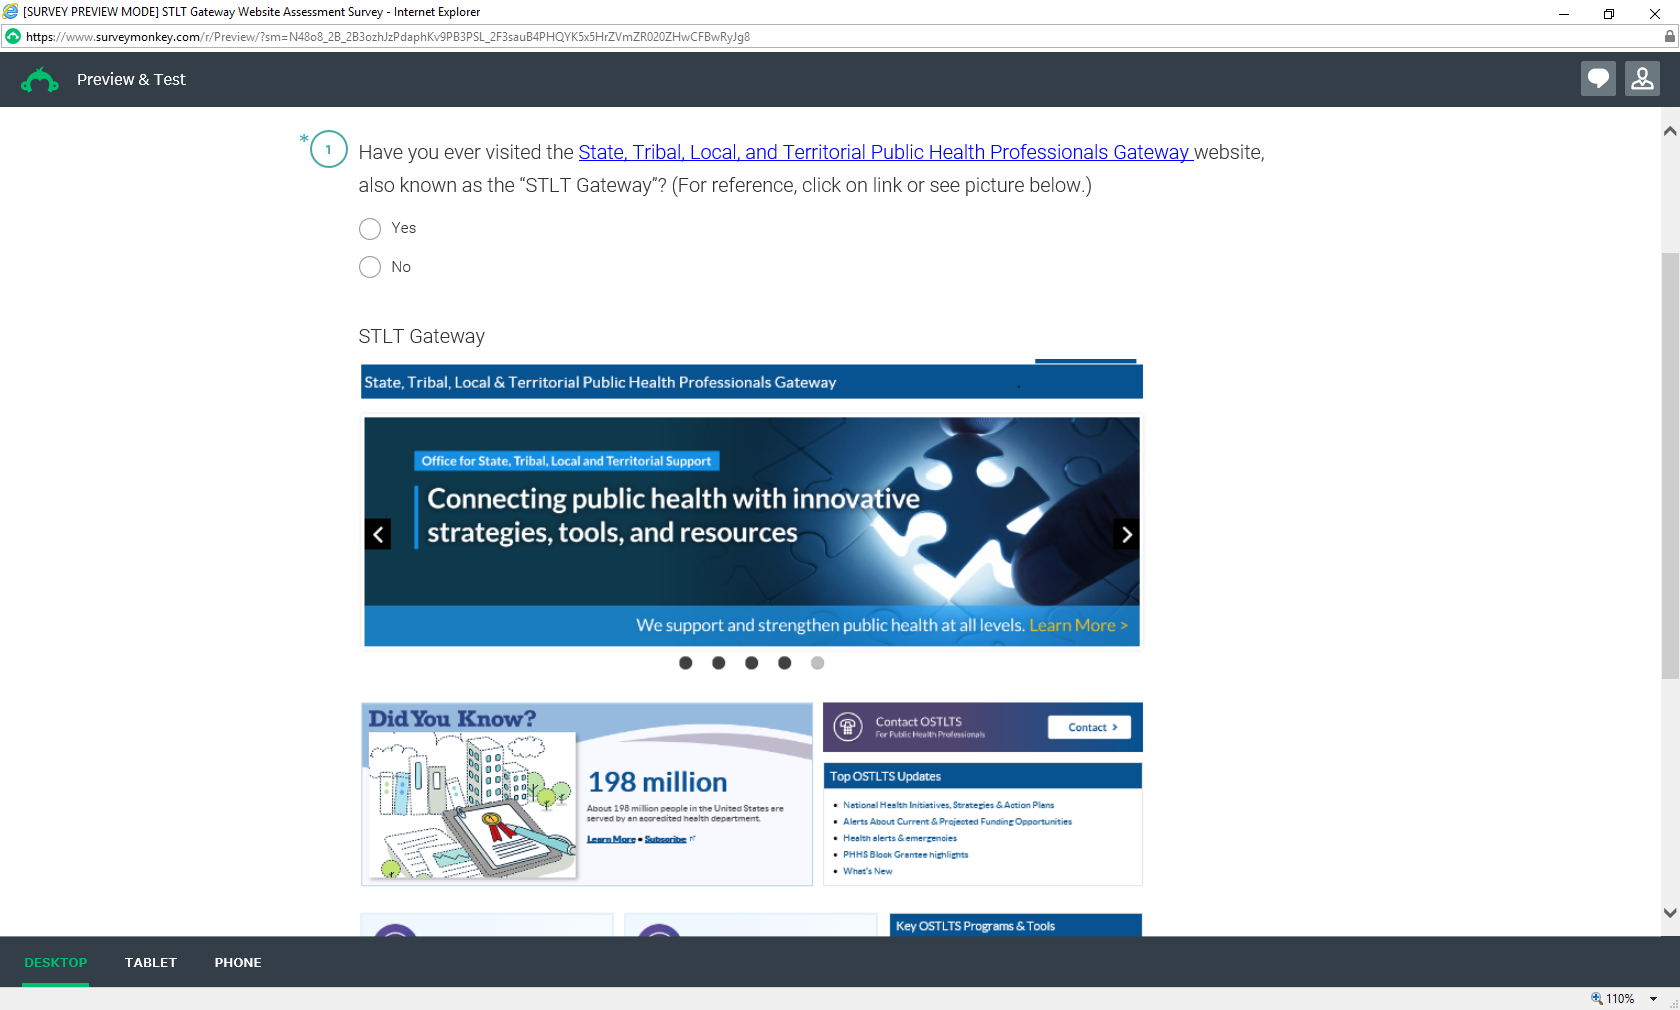 [SURVEY PREVIEW MODE] STLT Gateway Website Assessment Survey - Internet Explorer
https://www.surveymonkey.com/r/Preview/?sm=N48o8_2B_2B3ozhJzPdaphKv9PB3PSL_2F3sauB4PHQYK5x5HrZVmZR020ZHwCFBwRyJg8
Preview & Test
* 1 Have you ever visited the State, Tribal, Local, and Territorial Public Health Professionals Gateway website,
also known as the “STLT Gateway”? (For reference, click on link or see picture below.)
Yes
No
STLT Gateway
State, Tribal, Local & Territorial Public Health Professionals Gateway
Office for State, Tribal, Local and Territorial Support
Connecting public health with innovative
strategies, tools, and resources
We support and strengthen public health at all levels. Learn More >
Did You Know?
198 million
About 198 million people in the United States are
served by an accredited health department.
Learn More • Subscribe
Contact OSTLTS
For Public Health Professionals
Contact >
Top OSTLTS Updates
• National Health Initiatives, Strategies & Action Plans
• Alerts About Current & Projected Funding Opportunities
• Health alerts & emergencies
• PHHS Block Grantee highlights
• What's New
Key OSTLTS Programs & Tools
DESKTOP TABLET PHONE
110%